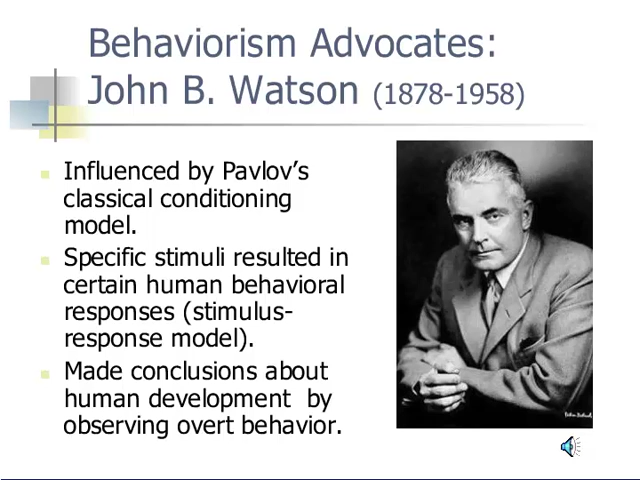 Behaviorism Advocates:
John B. Watson (1878-1958)
Influenced by Pavlov's
classical conditioning
model.
Specific stimuli resulted in
certain human behavioral
responses (stimulus-
response model).
Made conclusions about
human development  by
observing overt behavior.